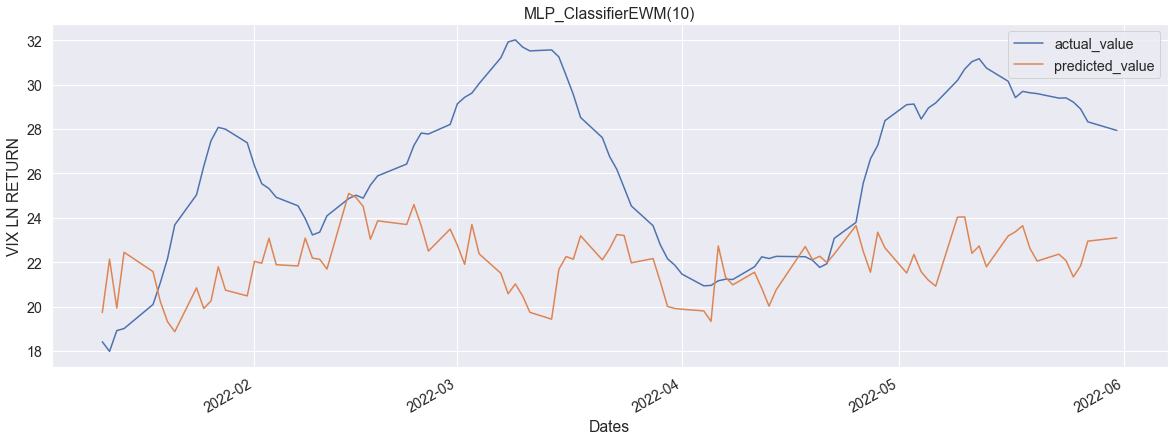 MLP_ClassifierEWM(10)
actual_value
predicted_value
VIX LN RETURN
32
30
28
26
24
22
20
18
2022-02
2022-03
2022-04
2022-05
2022-06
Dates